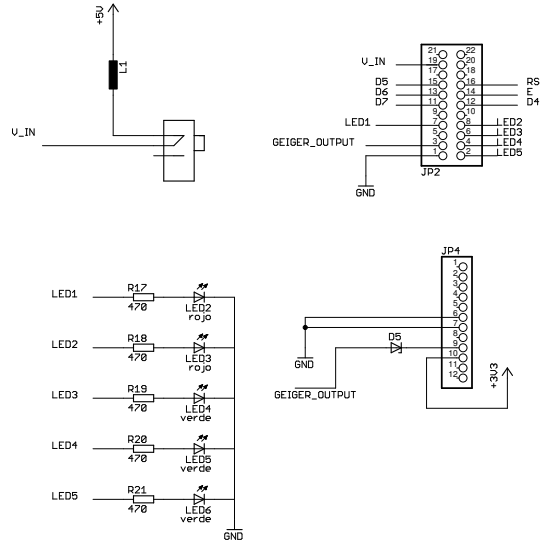 +5V
L1
V_IN
21 22
V_IN 19 20
17 18
D5 15 16 RS
D6 13 14 E
D7 11 12 D4
9 10
LED1 7 8 LED2
5 6 LED3
GEIGER_OUTPUT 3 4 LED4
1 2 LED5
JP2
GND
JP4
1
2
3
4
5
6
7
8
9
10
11
12
D5
GND
+3V3
GEIGER_OUTPUT
LED1 R17
470
LED2
rojo
LED2 R18
470
LED3
rojo
LED3 R19
470
LED4
verde
LED4 R20
470
LED5
verde
LED5 R21
470
LED6
verde
GND